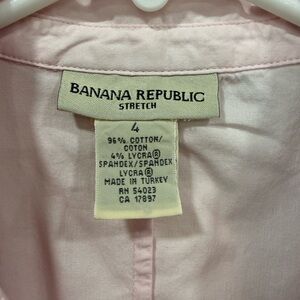 BANANA REPUBLIC
STRETCH
4
96% COTTON/
COTON
4% LYCRA®
SPANDEX/SPANDEX
LYCRA®
MADE IN TURKEY
RN 54023
CA 17897